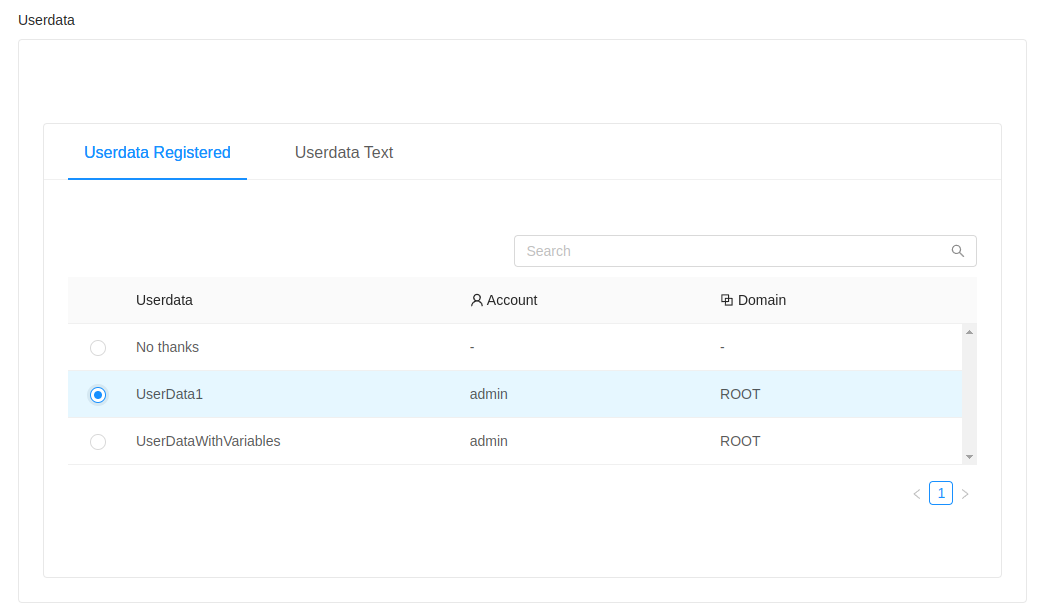 Userdata
Userdata Registered Userdata Text
Search
Userdata Account Domain
No thanks - -
UserData1 admin ROOT
UserDataWithVariables admin ROOT
1